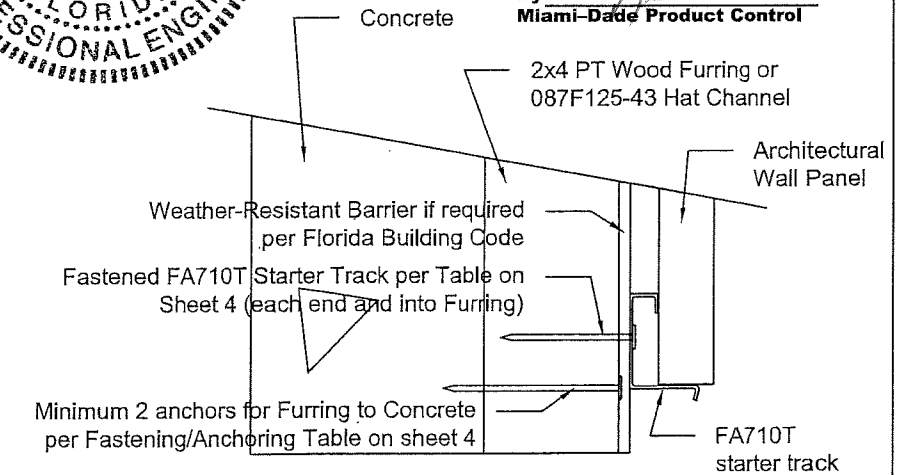 LORID
ESSIONAL ENGIN
Miami–Dade Product Control
Concrete
2x4 PT Wood Furring or
087F125-43 Hat Channel
Architectural
Wall Panel
Weather-Resistant Barrier if required
per Florida Building Code
Fastened FA710T Starter Track per Table on
Sheet 4 (each end and into Furring)
Minimum 2 anchors for Furring to Concrete
per Fastening/Anchoring Table on sheet 4
FA710T
starter track